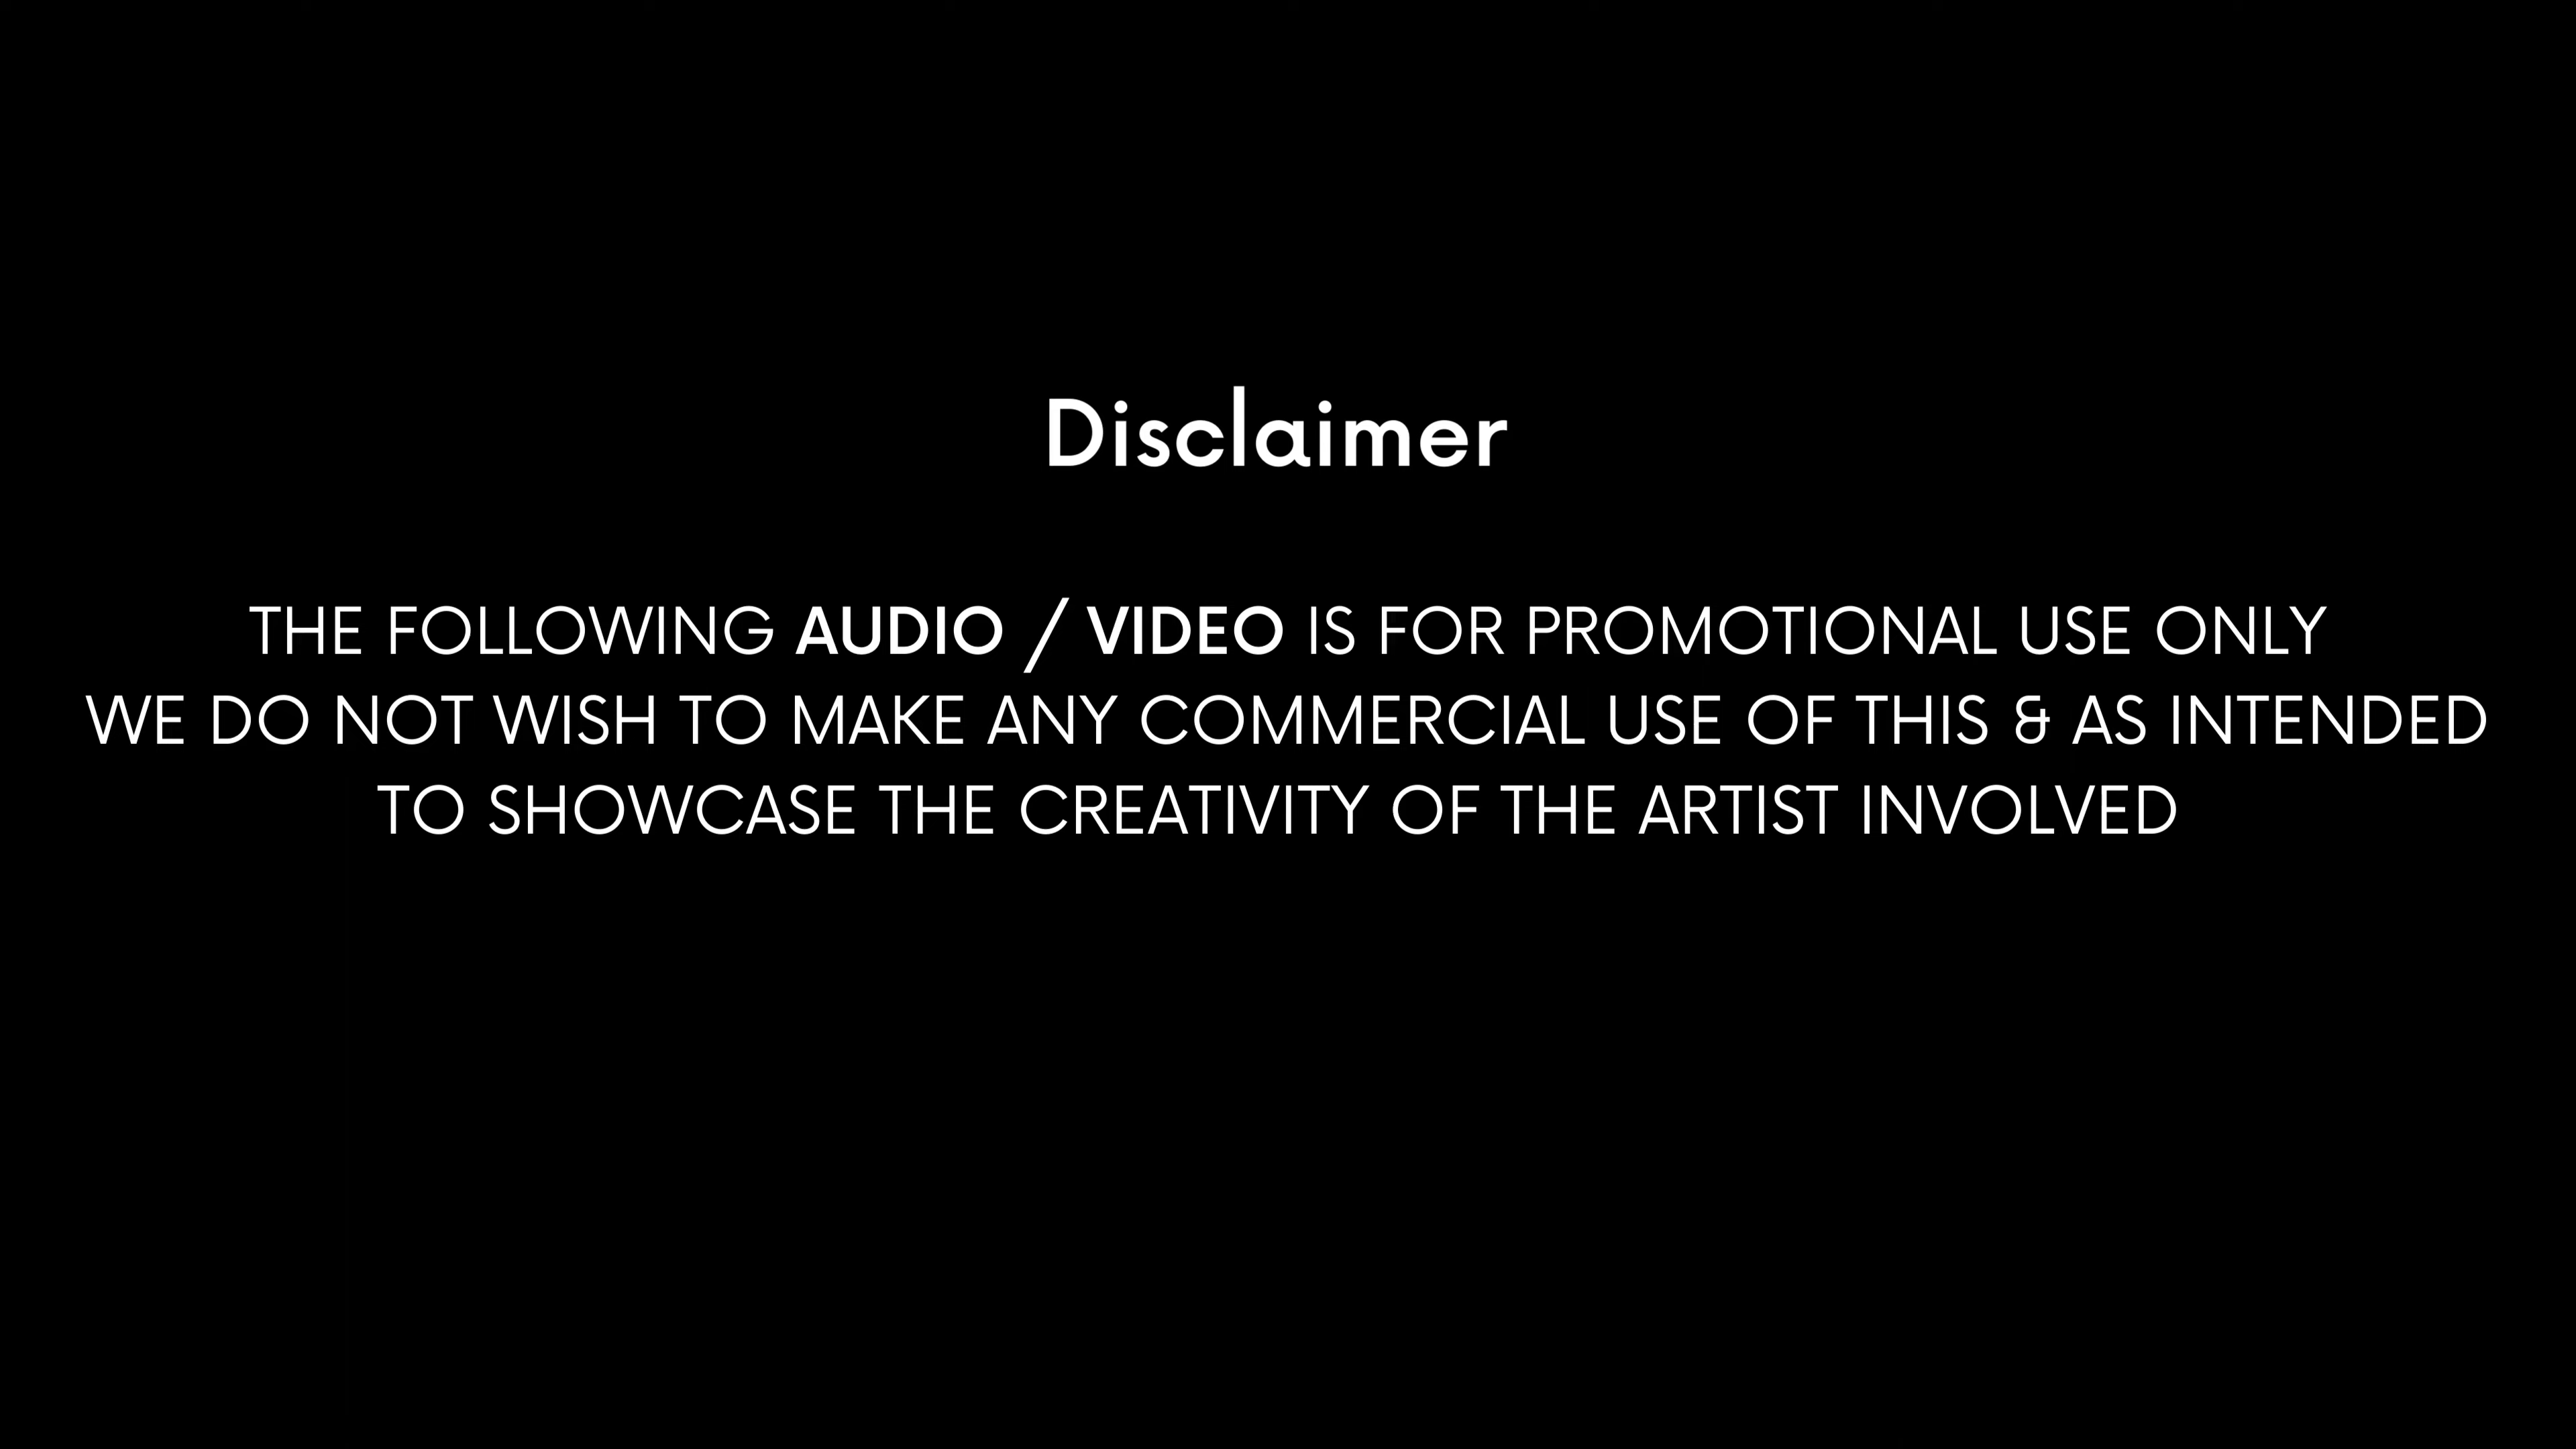 Disclaimer
THE FOLLOWING AUDIO / VIDEO IS FOR PROMOTIONAL USE ONLY
WE DO NOT WISH TO MAKE ANY COMMERCIAL USE OF THIS & AS INTENDED
TO SHOWCASE THE CREATIVITY OF THE ARTIST INVOLVED